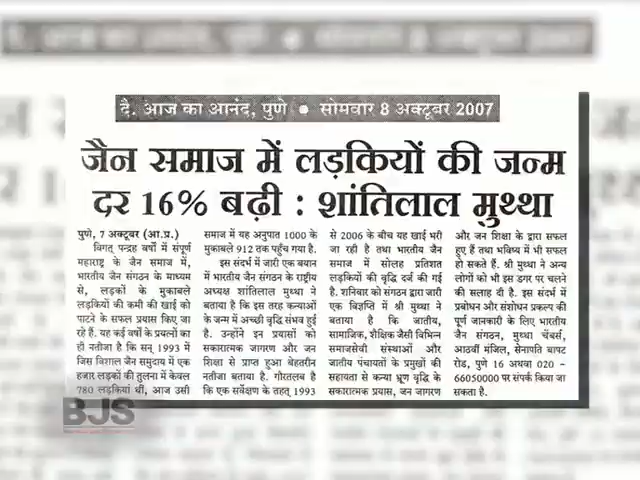 दै. आज का आनंद, पुणे ● सोमवार 8 अक्टूबर 2007
जैन समाज में लड़कियों की जन्म
दर 16% बढ़ी : शांतिलाल मुथ्था
पुणे, 7 अक्टूबर (आ.प्र.)
विगत पन्द्रह वर्षों में संपूर्ण
महाराष्ट्र के जैन समाज में,
भारतीय जैन संगठन के माध्यम
से, लड़कों के मुकाबले
लड़कियों की कमी की खाई को
पाटने के सफल प्रयास किए जा
रहे हैं. यह कई वर्षों के प्रयत्नों का
ही नतीजा है कि सन् 1993 में
जिस विशाल जैन समुदाय में एक
हजार लड़कों की तुलना में केवल
780 लड़कियां थीं, आज उसी
समाज में यह अनुपात 1000 के
मुकाबले 912 तक पहुँच गया है.
इस संदर्भ में जारी एक बयान
में भारतीय जैन संगठन के राष्ट्रीय
अध्यक्ष शांतिलाल मुथ्था ने
बताया है कि इस तरह कन्याओं
के जन्म में अच्छी वृद्धि संभव हुई
है. उन्होंने इन प्रयासों को
सकारात्मक जागरण और जन
शिक्षा से प्राप्त हुआ बेहतरीन
नतीजा बताया है. गौरतलब है
कि एक सर्वेक्षण के तहत 1993
से 2006 के बीच यह खाई भरी
जा रही है तथा भारतीय जैन
समाज में सोलह प्रतिशत
लड़कियों की वृद्धि दर्ज की गई
है. शनिवार को संगठन द्वारा जारी
एक विज्ञप्ति में श्री मुथ्था ने
बताया है कि जातीय,
सामाजिक, शैक्षिक जैसी विभिन्न
समाजसेवी संस्थाओं और
जातीय पंचायतों के प्रमुखों की
सहायता से कन्या भ्रूण वृद्धि के
सकारात्मक प्रयास, जन जागरण
और जन शिक्षा के द्वारा सफल
हुए हैं तथा भविष्य में भी सफल
हो सकते हैं. श्री मुथ्था ने अन्य
लोगों को भी इस डगर पर चलने
की सलाह दी है. इस संदर्भ में
प्रबोधन और संशोधन प्रकल्प की
पूर्ण जानकारी के लिए भारतीय
जैन संगठन, मुथ्था चेंबर्स,
आठवीं मंजिल, सेनापति बापट
रोड, पुणे 16 अथवा 020 -
66050000 पर संपर्क किया जा
सकता है.
BJS